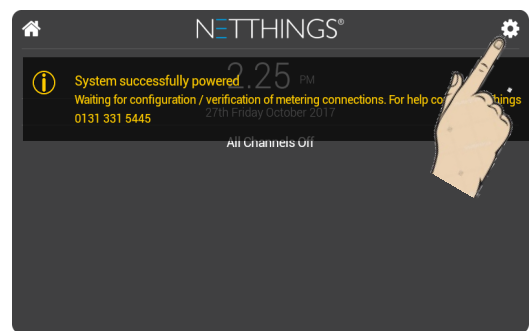 NETTHINGS®
System successfully powered
2.25 PM
Waiting for configuration / verification of metering connections. For help co things
0131 331 5445
27th Friday October 2017
All Channels Off